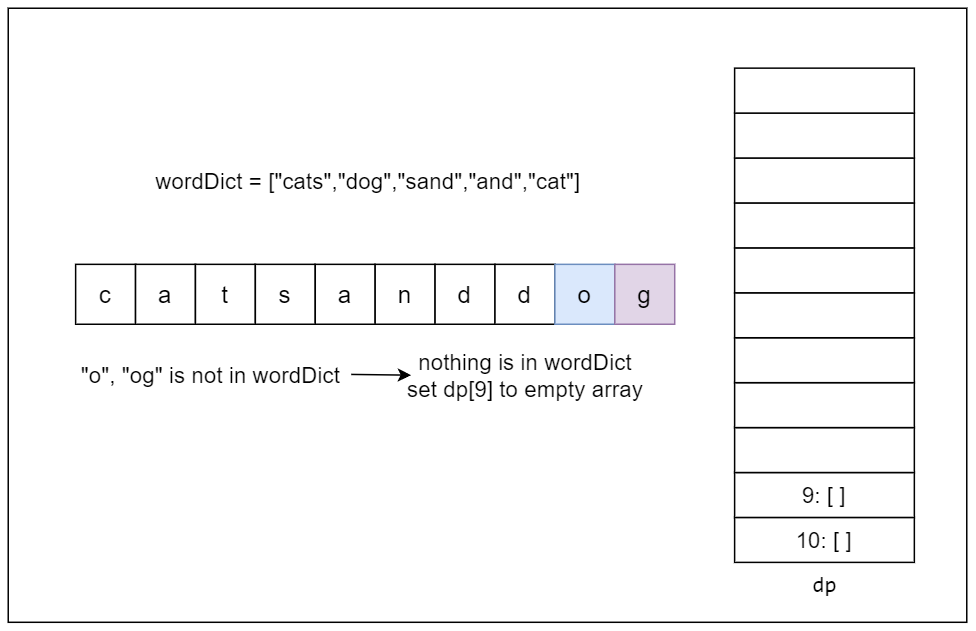 wordDict = ["cats","dog","sand","and","cat"]
c a t s a n d d o g
"o", "og" is not in wordDict
nothing is in wordDict
set dp[9] to empty array
9: [ ]
10: [ ]
dp